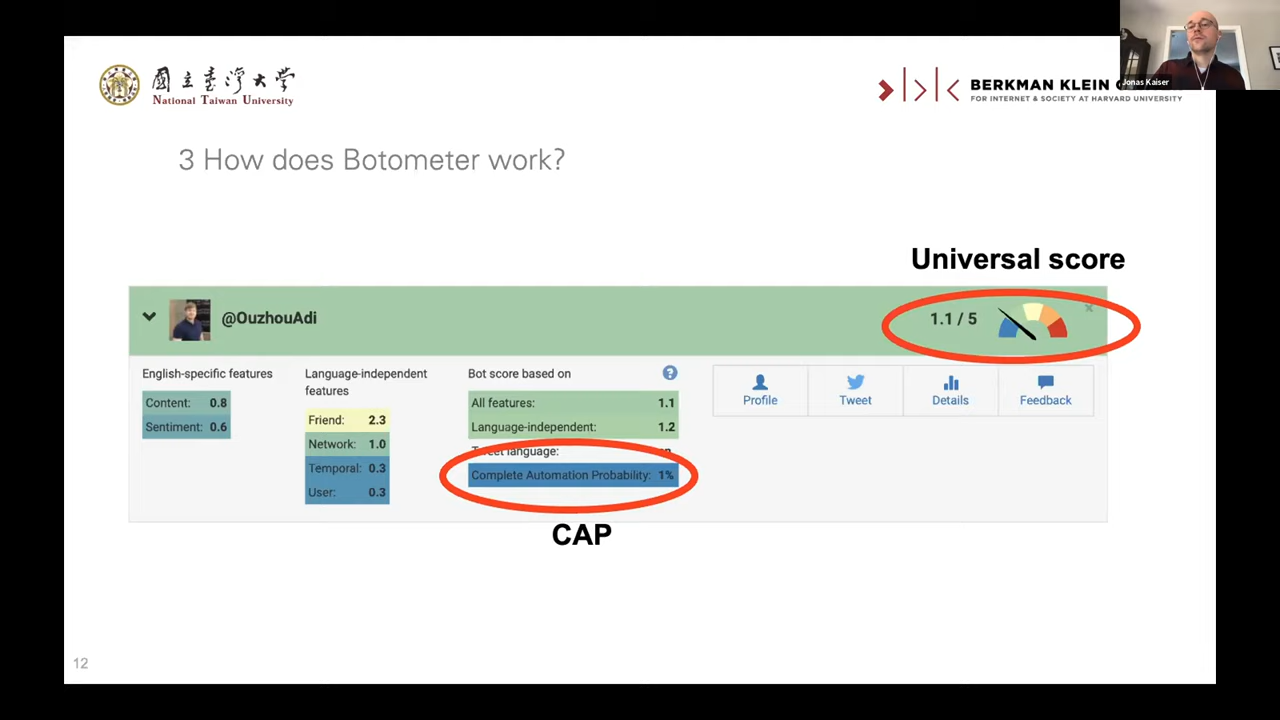 國立臺灣大學
National Taiwan University
BERKMAN KLEIN
FOR INTERNET & SOCIETY AT HARVARD UNIVERSITY
Jonas Kaiser
3 How does Botometer work?
Universal score
@OuzhouAdi
1.1 / 5
English-specific features
Content: 0.8
Sentiment: 0.6
Language-independent
features
Friend: 2.3
Network: 1.0
Temporal: 0.3
User: 0.3
Bot score based on
?
All features: 1.1
Language-independent: 1.2
Tweet language:
Complete Automation Probability: 1%
Profile
Tweet
Details
Feedback
CAP
12